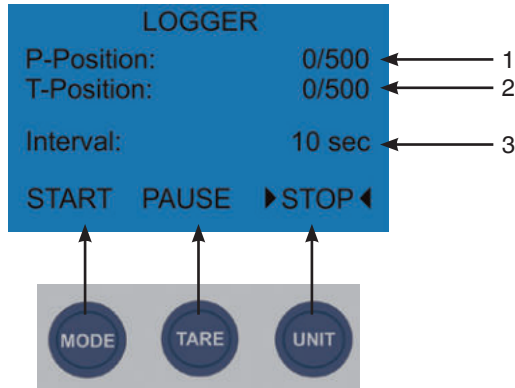 LOGGER
P-Position: 0/500 1
T-Position: 0/500 2
Interval: 10 sec 3
START PAUSE STOP
MODE TARE UNIT